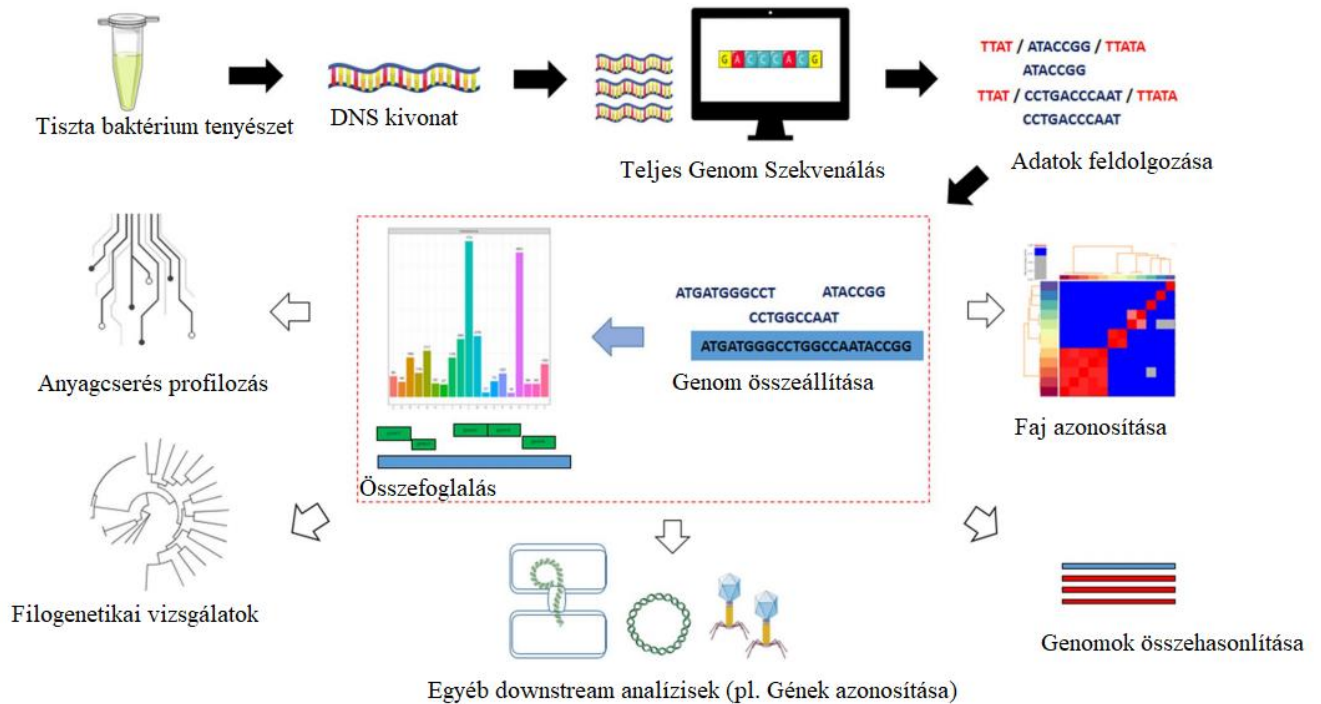 TTAT / ATACCGG / TTATA
ATACCGG
TTAT / CCTGACCCAAT / TTATA
CCTGACCCAAT
GACCCACG
Tiszta baktérium tenyészet
DNS kivonat
Teljes Genom Szekvenálás
Adatok feldolgozása
ATGATGGGCCT ATACCGG
CCTGGCCAAT
ATGATGGGCCTGGCCAATACCGG
Genom összeállítása
Anyagcserés profilozás
Faj azonosítása
Összefoglalás
Filogenetikai vizsgálatok
Genomok összehasonlítása
Egyéb downstream analízisek (pl. Gének azonosítása)